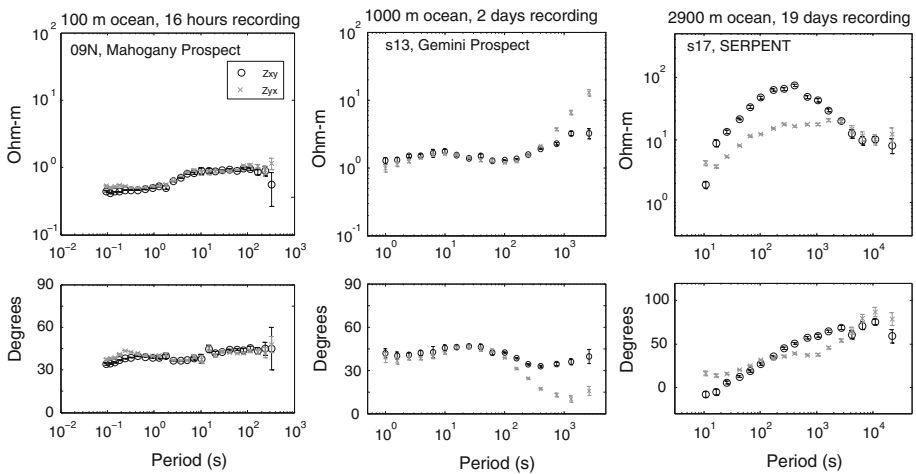 100 m ocean, 16 hours recording
1000 m ocean, 2 days recording
2900 m ocean, 19 days recording
09N, Mahogany Prospect
s13, Gemini Prospect
s17, SERPENT
Zxy
Zyx
Ohm-m
10^2
10^1
10^0
10^-1
10^-2 10^-1 10^0 10^1 10^2 10^3
Ohm-m
10^2
10^1
10^0
10^-1
10^0 10^1 10^2 10^3
Ohm-m
10^2
10^1
10^0
10^1 10^2 10^3 10^4
Degrees
90
60
30
0
10^-2 10^-1 10^0 10^1 10^2 10^3
Period (s)
Degrees
90
60
30
0
10^0 10^1 10^2 10^3
Period (s)
Degrees
100
50
0
10^1 10^2 10^3 10^4
Period (s)